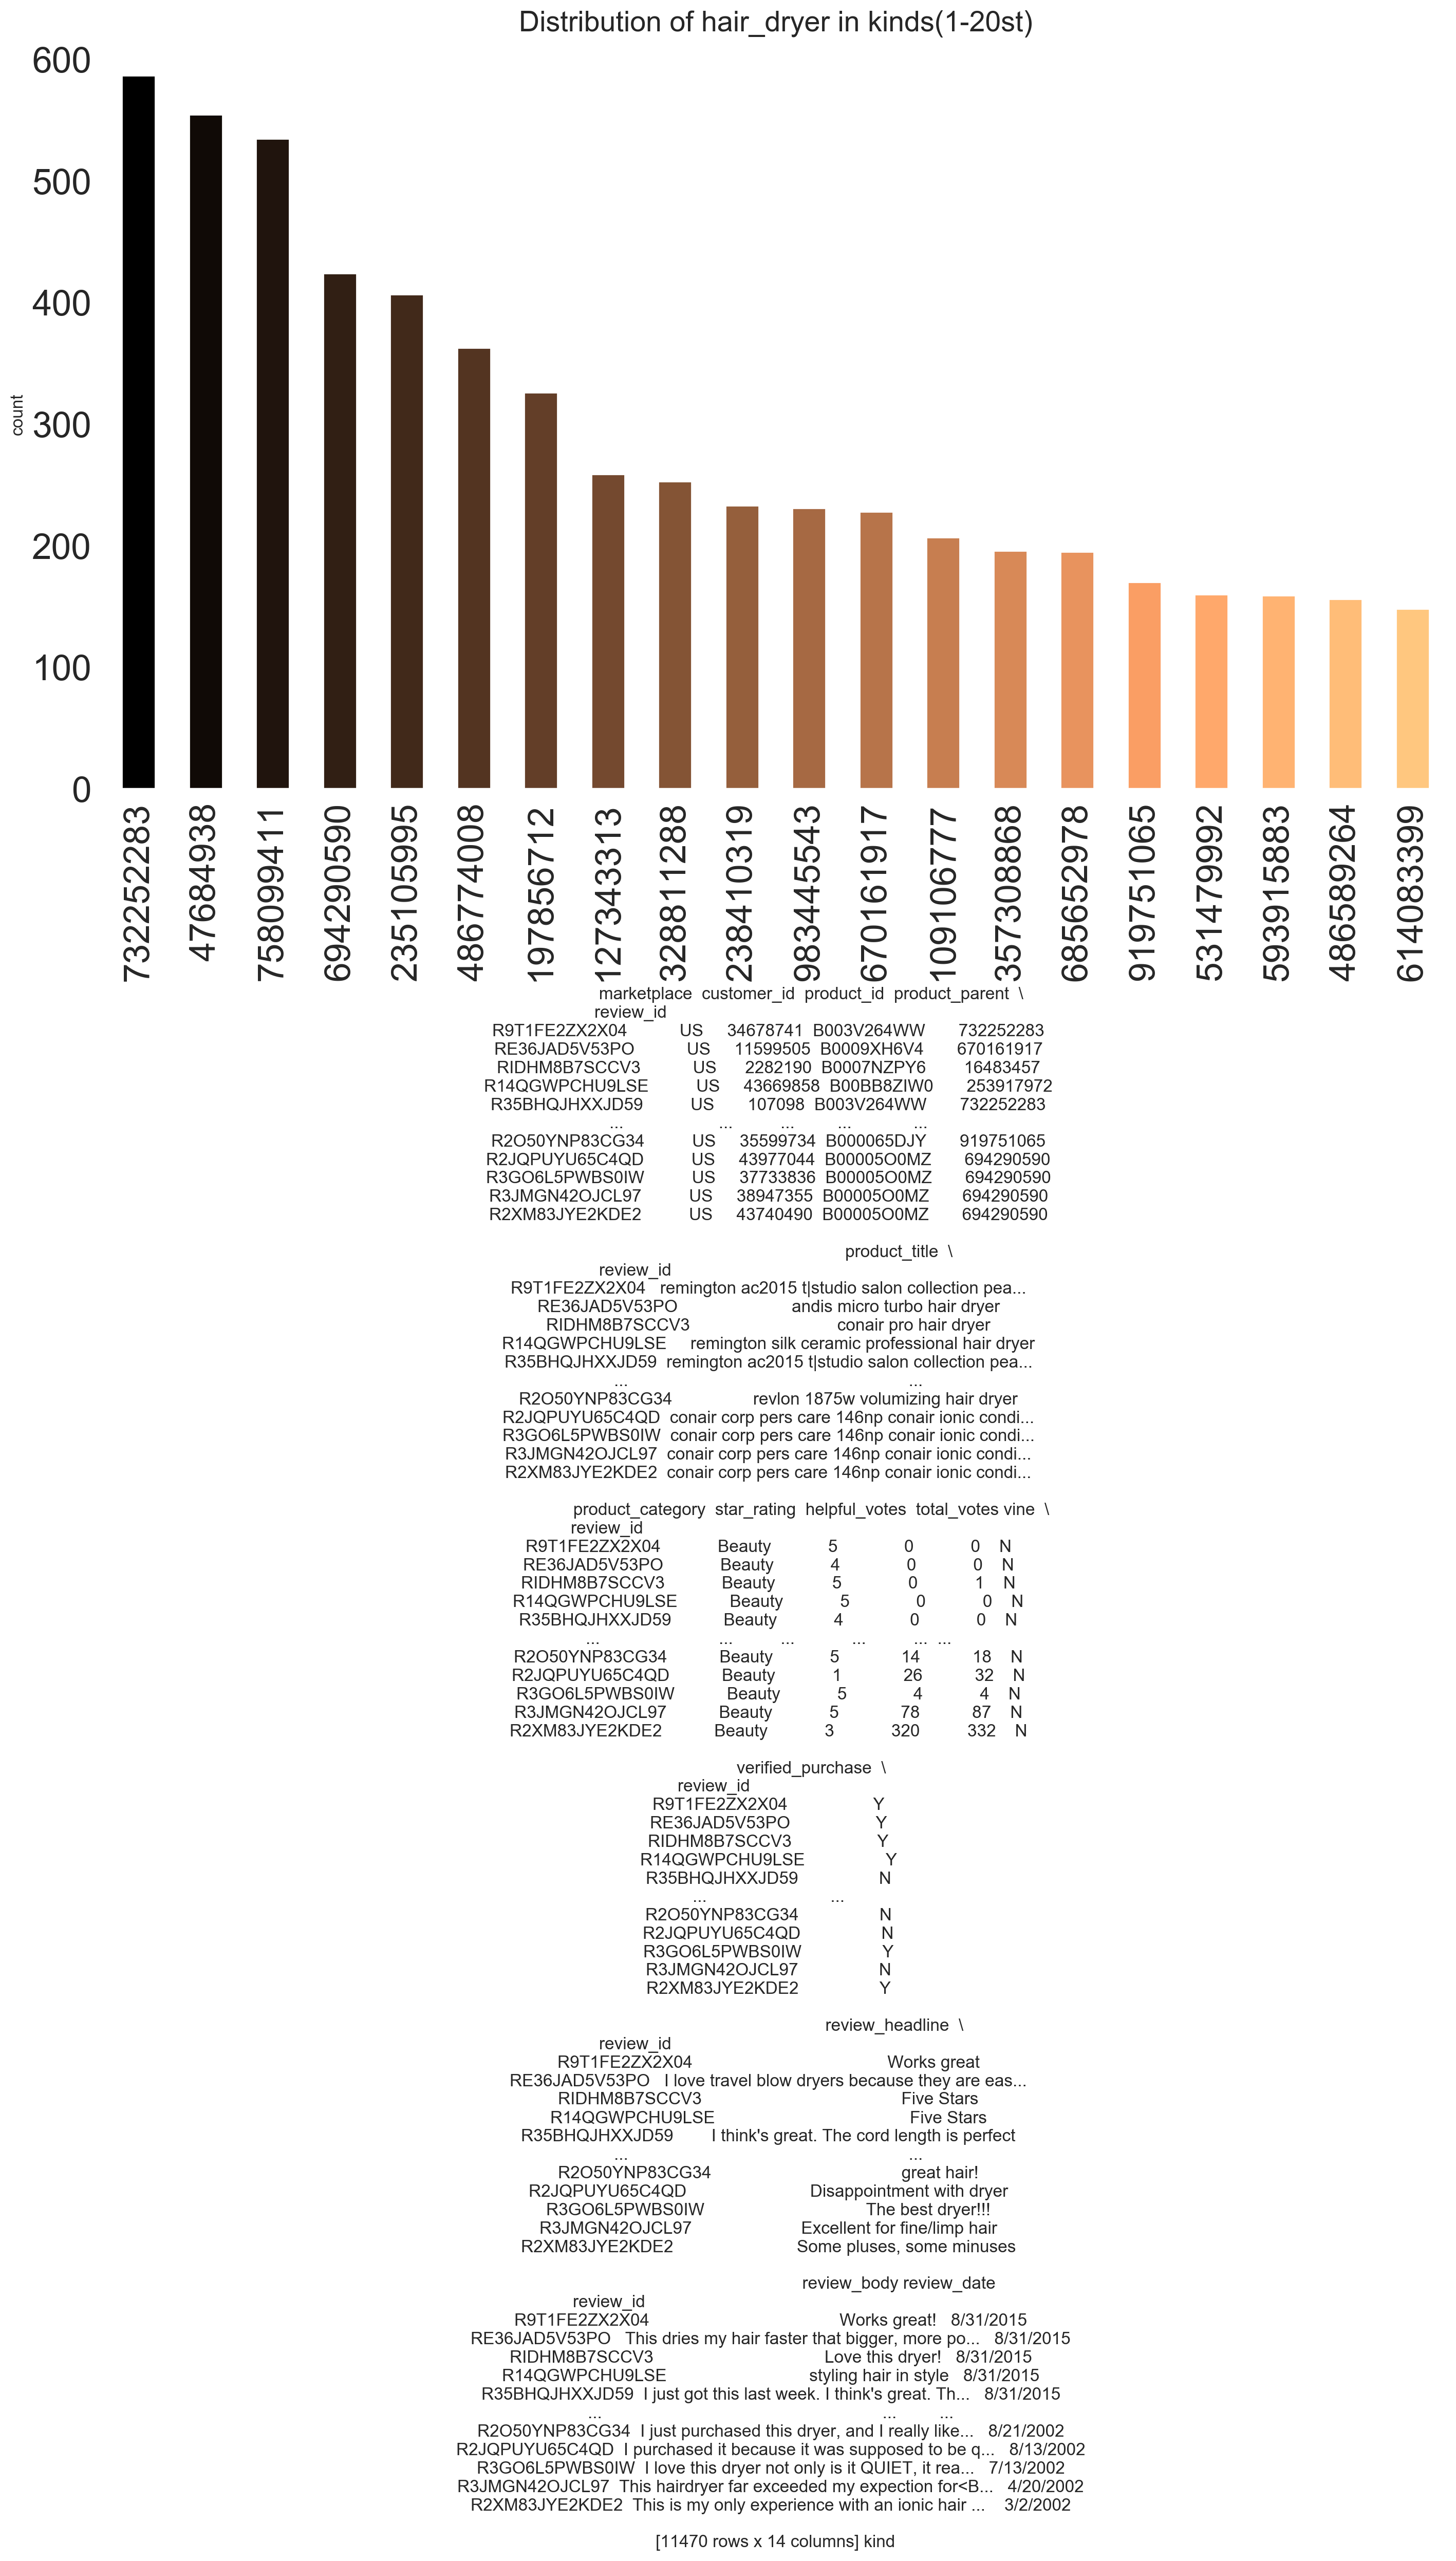 Distribution of hair_dryer in kinds(1-20st)
600
500
400
300
200
100
0
count
732252283
47684938
758099411
694290590
235105995
486774008
197856712
127343313
328811288
238410319
983445543
670161917
109106777
357308868
685652978
919751065
531479992
593915883
486589264
614083399
marketplace customer_id product_id product_parent \
review_id
R9T1FE2ZX2X04 US 34678741 B003V264WW 732252283
RE36JAD5V53PO US 11599505 B0009XH6V4 670161917
RIDHM8B7SCCV3 US 2282190 B0007NZPY6 16483457
R14QGWPCHU9LSE US 43669858 B00BB8ZIW0 253917972
R35BHQJHXXJD59 US 107098 B003V264WW 732252283
... ... ... ... ...
R2O50YNP83CG34 US 35599734 B000065DJY 919751065
R2JQPUYU65C4QD US 43977044 B00005O0MZ 694290590
R3GO6L5PWBS0IW US 37733836 B00005O0MZ 694290590
R3JMGN42OJCL97 US 38947355 B00005O0MZ 694290590
R2XM83JYE2KDE2 US 43740490 B00005O0MZ 694290590
product_title \
review_id
R9T1FE2ZX2X04 remington ac2015 t|studio salon collection pea...
RE36JAD5V53PO andis micro turbo hair dryer
RIDHM8B7SCCV3 conair pro hair dryer
R14QGWPCHU9LSE remington silk ceramic professional hair dryer
R35BHQJHXXJD59 remington ac2015 t|studio salon collection pea...
... ...
R2O50YNP83CG34 revlon 1875w volumizing hair dryer
R2JQPUYU65C4QD conair corp pers care 146np conair ionic condi...
R3GO6L5PWBS0IW conair corp pers care 146np conair ionic condi...
R3JMGN42OJCL97 conair corp pers care 146np conair ionic condi...
R2XM83JYE2KDE2 conair corp pers care 146np conair ionic condi...
product_category star_rating helpful_votes total_votes vine \
review_id
R9T1FE2ZX2X04 Beauty 5 0 0 N
RE36JAD5V53PO Beauty 4 0 0 N
RIDHM8B7SCCV3 Beauty 5 0 1 N
R14QGWPCHU9LSE Beauty 5 0 0 N
R35BHQJHXXJD59 Beauty 4 0 0 N
... ... ... ... ... ...
R2O50YNP83CG34 Beauty 5 14 18 N
R2JQPUYU65C4QD Beauty 1 26 32 N
R3GO6L5PWBS0IW Beauty 5 4 4 N
R3JMGN42OJCL97 Beauty 5 78 87 N
R2XM83JYE2KDE2 Beauty 3 320 332 N
verified_purchase \
review_id
R9T1FE2ZX2X04 Y
RE36JAD5V53PO Y
RIDHM8B7SCCV3 Y
R14QGWPCHU9LSE Y
R35BHQJHXXJD59 N
... ...
R2O50YNP83CG34 N
R2JQPUYU65C4QD N
R3GO6L5PWBS0IW Y
R3JMGN42OJCL97 N
R2XM83JYE2KDE2 Y
review_headline \
review_id
R9T1FE2ZX2X04 Works great
RE36JAD5V53PO I love travel blow dryers because they are eas...
RIDHM8B7SCCV3 Five Stars
R14QGWPCHU9LSE Five Stars
R35BHQJHXXJD59 I think's great. The cord length is perfect
... ...
R2O50YNP83CG34 great hair!
R2JQPUYU65C4QD Disappointment with dryer
R3GO6L5PWBS0IW The best dryer!!!
R3JMGN42OJCL97 Excellent for fine/limp hair
R2XM83JYE2KDE2 Some pluses, some minuses
review_body review_date
review_id
R9T1FE2ZX2X04 Works great! 8/31/2015
RE36JAD5V53PO This dries my hair faster that bigger, more po... 8/31/2015
RIDHM8B7SCCV3 Love this dryer! 8/31/2015
R14QGWPCHU9LSE styling hair in style 8/31/2015
R35BHQJHXXJD59 I just got this last week. I think's great. Th... 8/31/2015
... ... ...
R2O50YNP83CG34 I just purchased this dryer, and I really like... 8/21/2002
R2JQPUYU65C4QD I purchased it because it was supposed to be q... 8/13/2002
R3GO6L5PWBS0IW I love this dryer not only is it QUIET, it rea... 7/13/2002
R3JMGN42OJCL97 This hairdryer far exceeded my expection for<B... 4/20/2002
R2XM83JYE2KDE2 This is my only experience with an ionic hair ... 3/2/2002
[11470 rows x 14 columns] kind